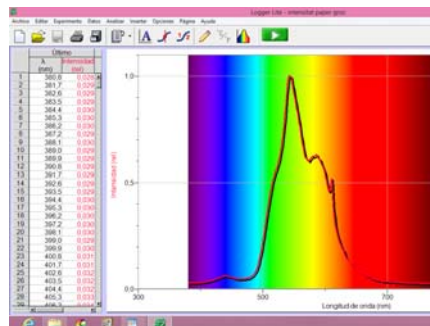 Logger Lite - intensitat paper groc
Archivo Editar Experimento Datos Analizar Insertar Opciones Página Ayuda
Último
λ Intensidad
(nm) (rel)
1 380,8 0,029
2 381,7 0,029
3 382,6 0,029
4 383,5 0,029
5 384,4 0,030
6 385,3 0,030
7 386,2 0,030
8 387,2 0,029
9 388,1 0,030
10 389,0 0,029
11 389,9 0,029
12 390,8 0,029
13 391,7 0,029
14 392,6 0,029
15 393,5 0,029
16 394,4 0,030
17 395,3 0,030
18 396,2 0,030
19 397,2 0,030
20 398,1 0,030
21 399,0 0,029
22 399,9 0,030
23 400,8 0,031
24 401,7 0,031
25 402,6 0,032
26 403,5 0,032
27 404,4 0,032
28 405,3 0,033
1.0
0.5
0.0
Intensidad (rel)
300 500 700
Longitud de onda (nm)